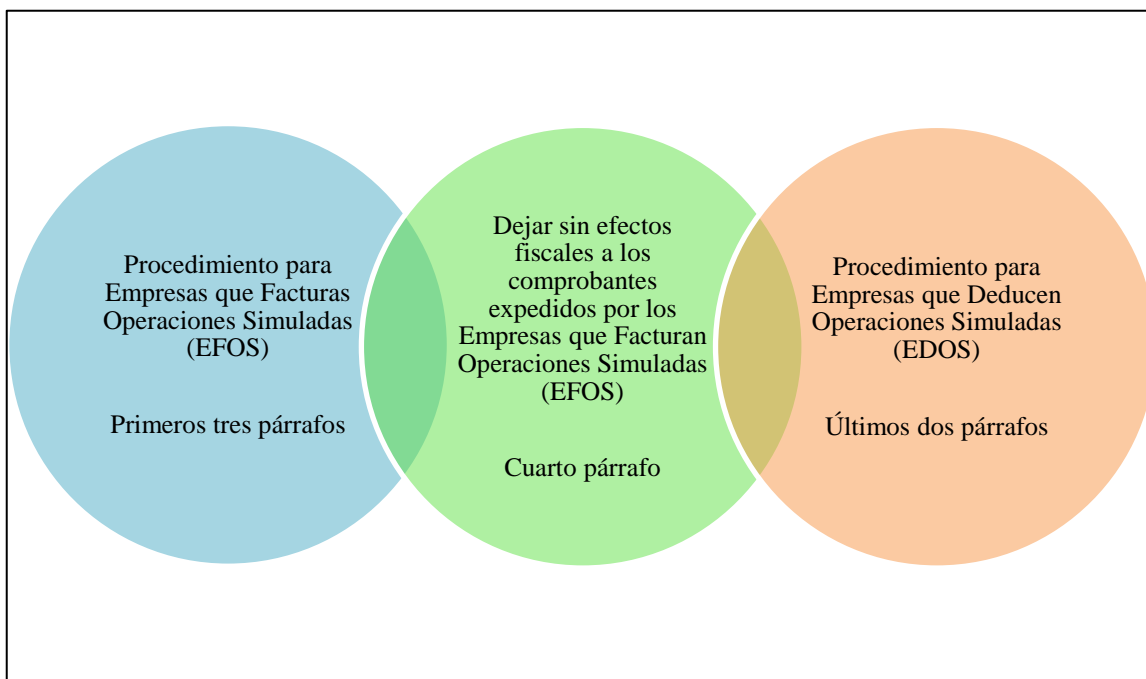 Procedimiento para
Empresas que Facturas
Operaciones Simuladas
(EFOS)
Primeros tres párrafos
Dejar sin efectos
fiscales a los
comprobantes
expedidos por los
Empresas que Facturan
Operaciones Simuladas
(EFOS)
Cuarto párrafo
Procedimiento para
Empresas que Deducen
Operaciones Simuladas
(EDOS)
Últimos dos párrafos